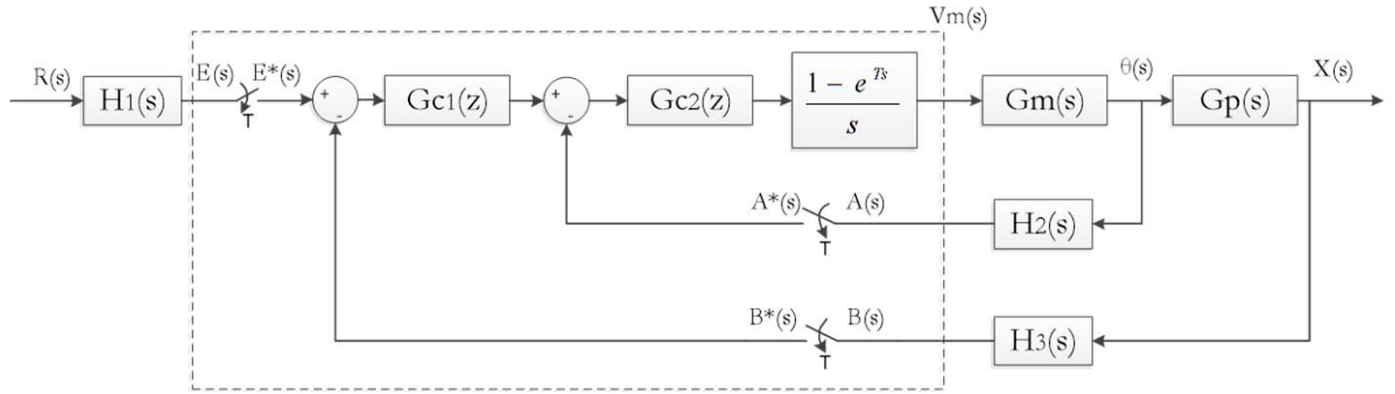 Vm(s)
R(s)
H1(s)
E(s)
E*(s)
T
+
-
Gc1(z)
+
-
Gc2(z)
1 − e^Ts
s
Gm(s)
θ(s)
Gp(s)
X(s)
A*(s)
A(s)
T
H2(s)
B*(s)
B(s)
T
H3(s)